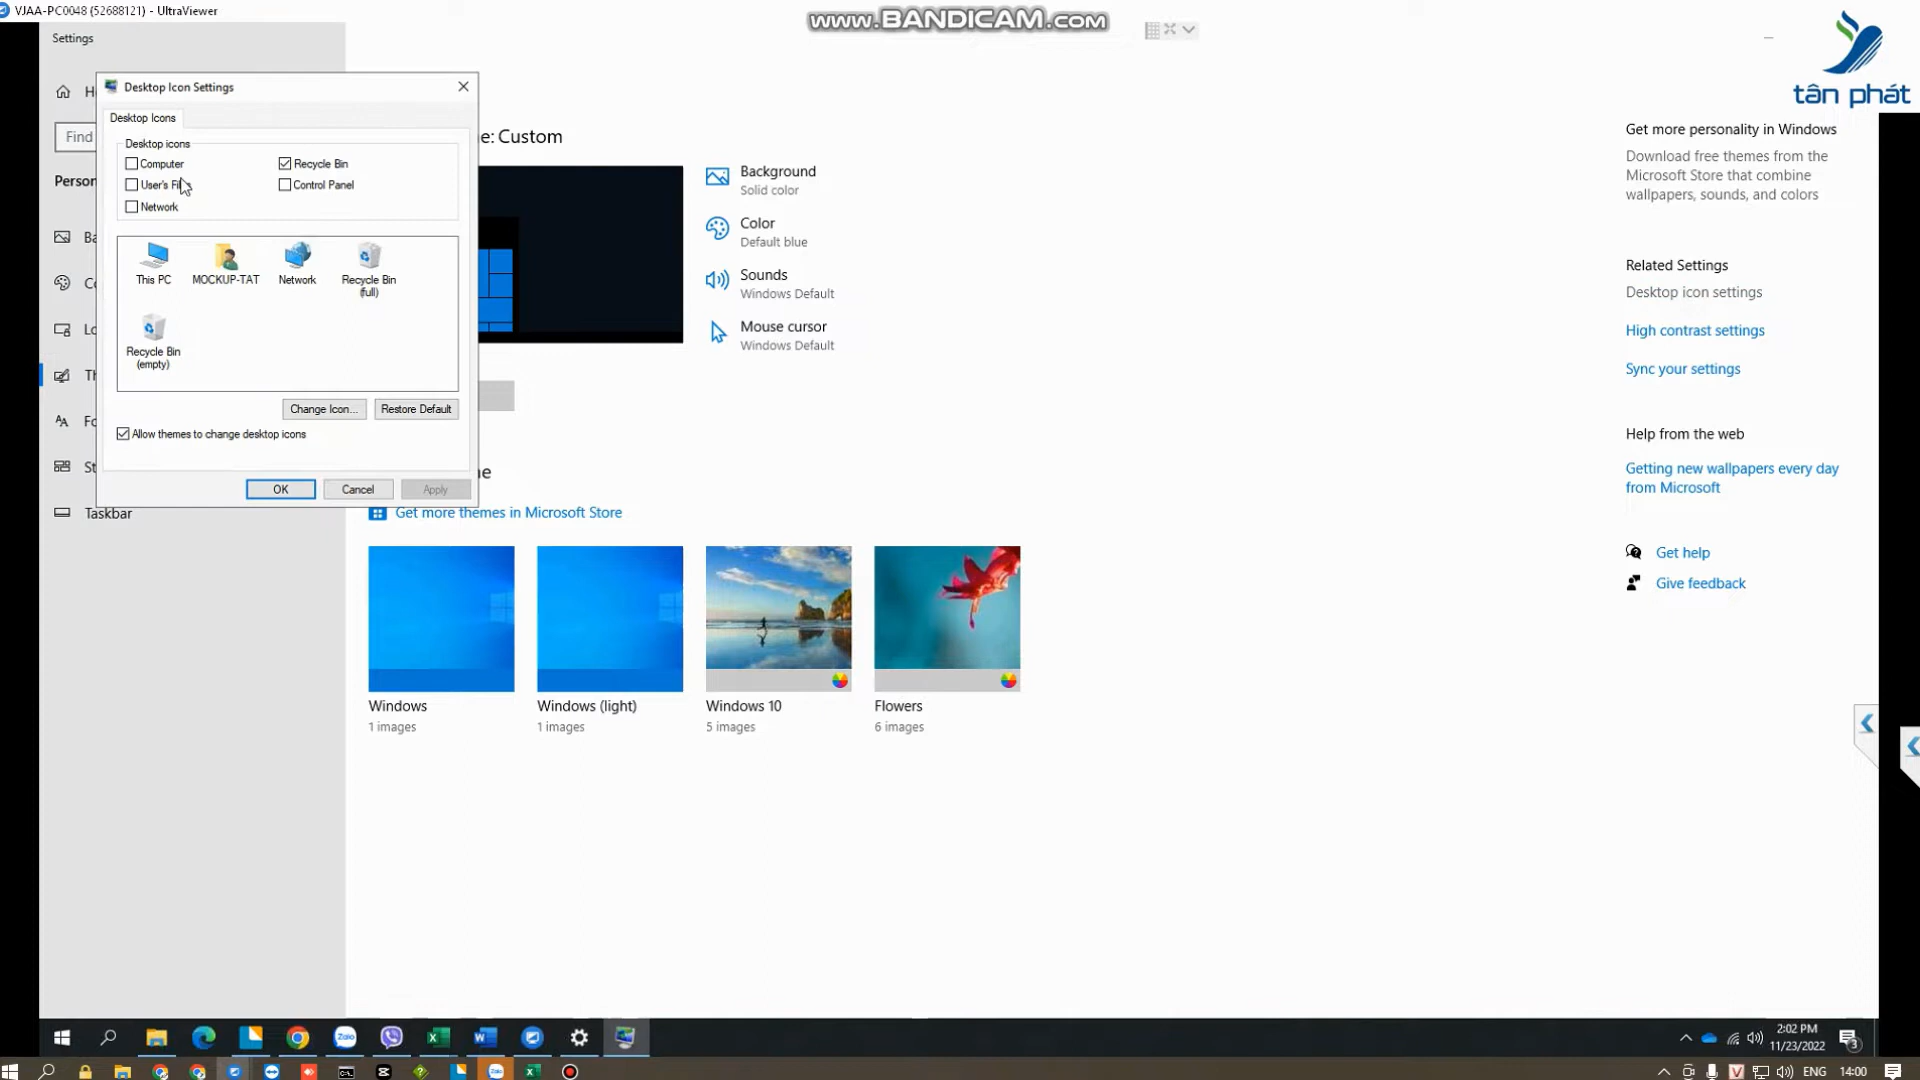 VJAA-PC0048 (52688121) - UltraViewer
www.BANDICAM.com
Settings
tân phát
Desktop Icon Settings
Desktop Icons
Desktop icons
Computer
Recycle Bin
User's
Control Panel
Network
This PC
MOCKUP-TAT
Network
Recycle Bin
(full)
Recycle Bin
(empty)
Change Icon...
Restore Default
Allow themes to change desktop icons
OK
Cancel
Apply
Find
Taskbar
e: Custom
Background
Solid color
Color
Default blue
Sounds
Windows Default
Mouse cursor
Windows Default
Get more themes in Microsoft Store
Windows
1 images
Windows (light)
1 images
Windows 10
5 images
Flowers
6 images
Get more personality in Windows
Download free themes from the
Microsoft Store that combine
wallpapers, sounds, and colors
Related Settings
Desktop icon settings
High contrast settings
Sync your settings
Help from the web
Getting new wallpapers every day
from Microsoft
Get help
Give feedback
Zalo
2:02 PM
11/23/2022
3
Zalo
ENG
14:00